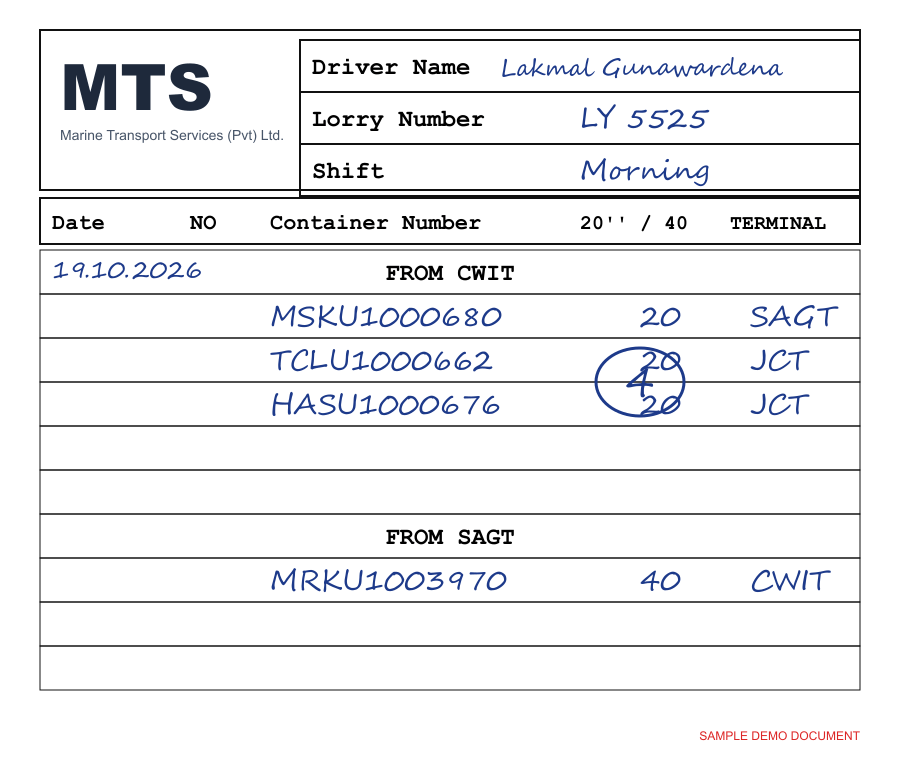 MTS
Marine Transport Services (Pvt) Ltd.
Driver Name Lakmal Gunawardena
Lorry Number LY 5525
Shift Morning
Date NO Container Number 20'' / 40 TERMINAL
19.10.2026 FROM CWIT
MSKU1000680 20 SAGT
TCLU1000662 20 JCT
4
HASU1000676 20 JCT
FROM SAGT
MRKU1003970 40 CWIT
SAMPLE DEMO DOCUMENT